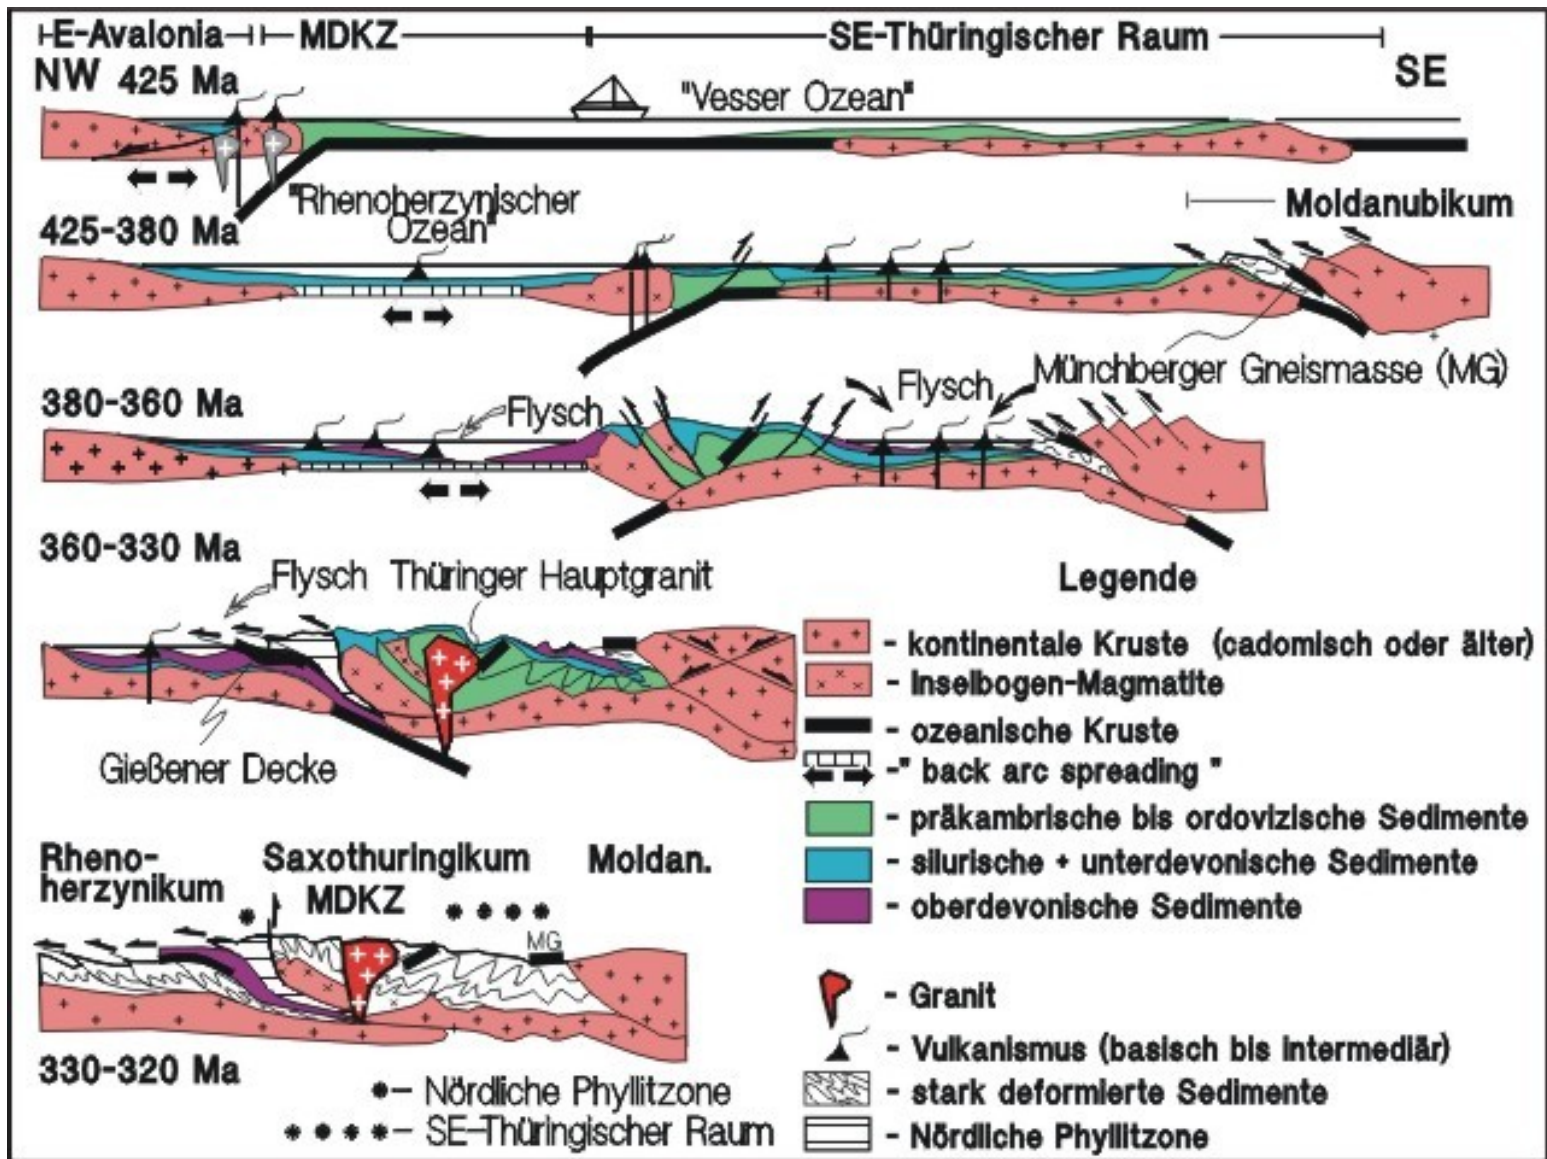 E-Avalonia MDKZ SE-Thüringischer Raum
NW 425 Ma SE
"Vesser Ozean"
"Rhenoherzynischer
Ozean"
Moldanubikum
425-380 Ma
Münchberger Gneismasse (MG)
380-360 Ma
Flysch
Flysch
360-330 Ma
Flysch Thüringer Hauptgranit
Gießener Decke
Rheno-
herzynikum
Saxothuringikum
MDKZ
Moldan.
MG
330-320 Ma
- Nördliche Phyllitzone
- SE-Thüringischer Raum
Legende
- kontinentale Kruste (cadomisch oder älter)
- Inselbogen-Magmatite
- ozeanische Kruste
-" back arc spreading "
- präkambrische bis ordovizische Sedimente
- silurische + unterdevonische Sedimente
- oberdevonische Sedimente
- Granit
- Vulkanismus (basisch bis intermediär)
- stark deformierte Sedimente
- Nördliche Phyllitzone